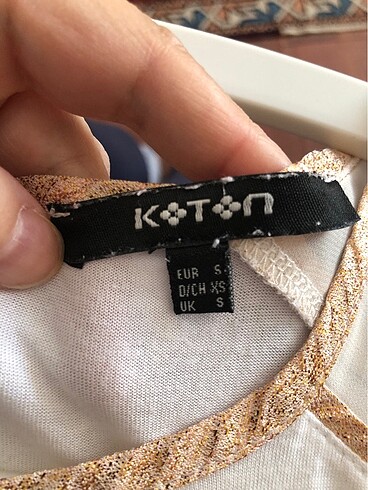 KOTON
EUR S
D/CH XS
UK S